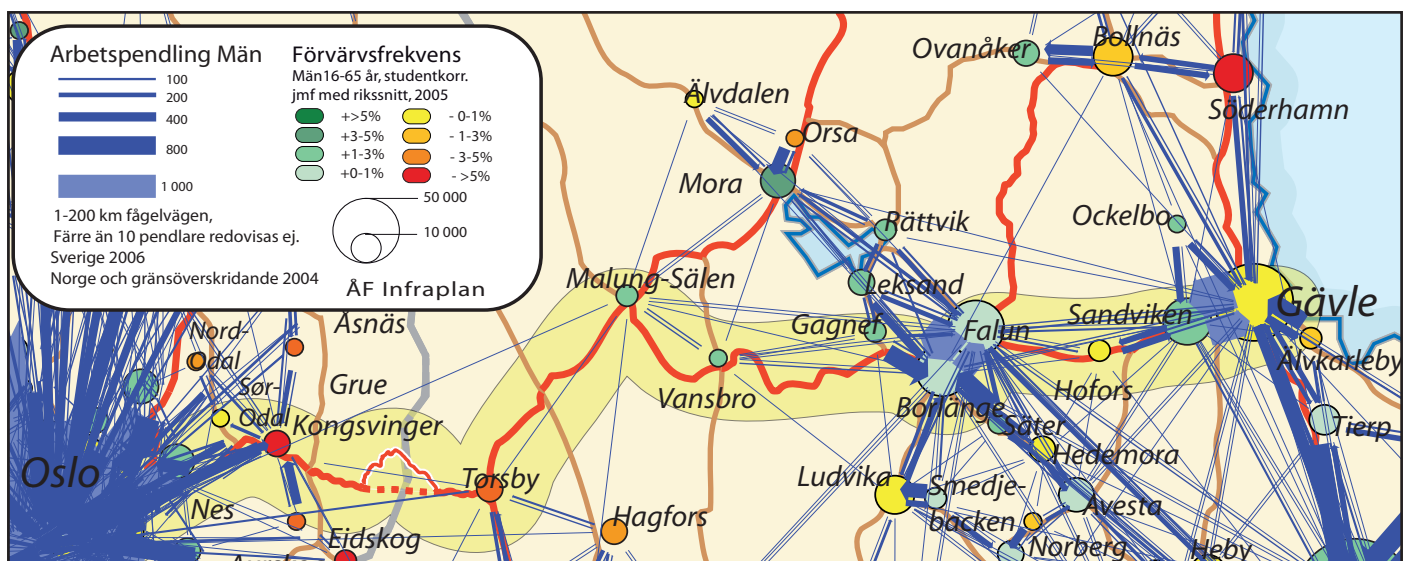 Arbetspendling Män
100
200
400
800
1 000
1-200 km fågelvägen,
Färre än 10 pendlare redovisas ej.
Sverige 2006
Norge och gränsöverskridande 2004
Förvärvsfrekvens
Män16-65 år, studentkorr.
jmf med rikssnitt, 2005
+>5%
+3-5%
+1-3%
+0-1%
- 0-1%
- 1-3%
- 3-5%
- >5%
50 000
10 000
ÅF Infraplan
Ovanåker
Bollnäs
Söderhamn
Älvdalen
Orsa
Mora
Rättvik
Ockelbo
Malung-Sälen
Leksand
Gagnef
Falun
Sandviken
Gävle
Älvkarleby
Åsnäs
Nord-
Odal
Grue
Sør-
Odal
Kongsvinger
Vansbro
Borlänge
Hofors
Säter
Tierp
Hedemora
Oslo
Torsby
Ludvika
Smedje-
backen
Avesta
Nes
Hagfors
Eidskog
Norberg
Heby